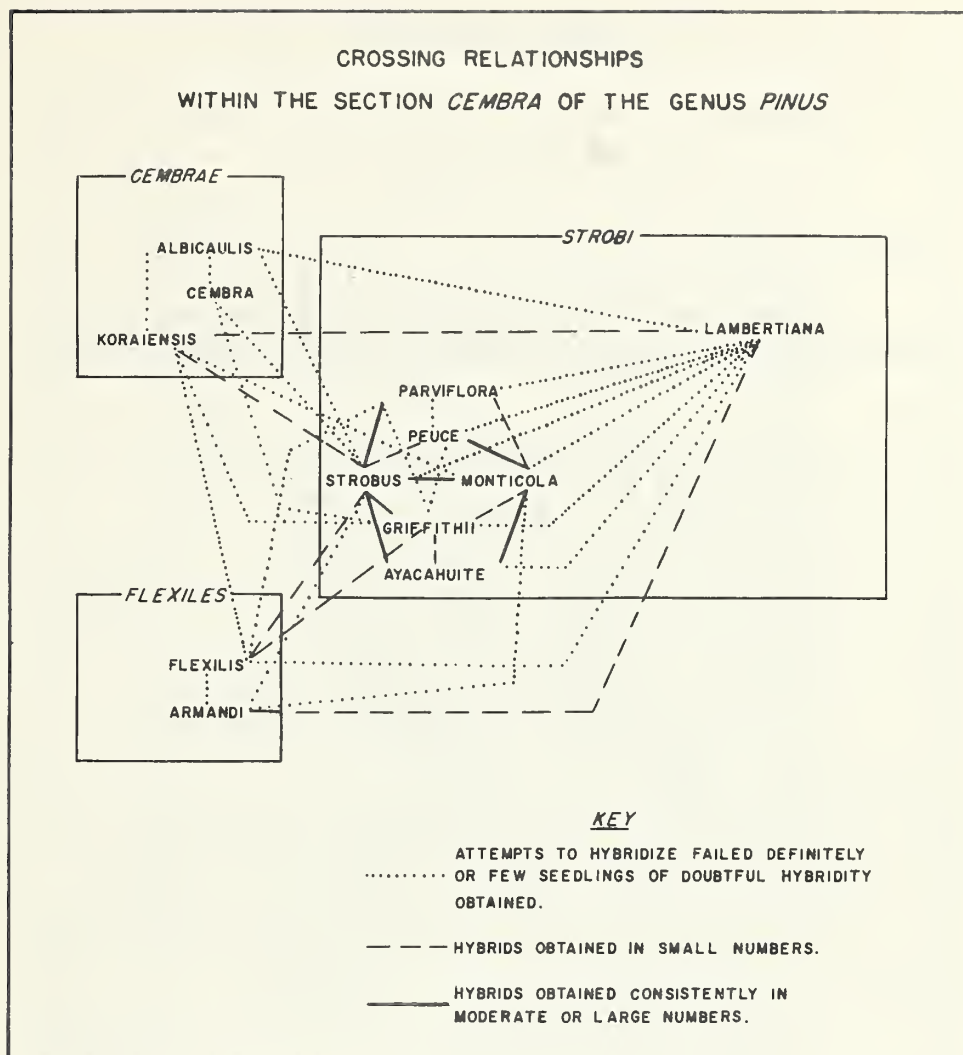 CROSSING RELATIONSHIPS
WITHIN THE SECTION CEMBRA OF THE GENUS PINUS
CEMBRAE
ALBICAULIS
CEMBRA
KORAIENSIS
STROBI
LAMBERTIANA
PARVIFLORA
PEUCE
STROBUS
MONTICOLA
GRIFFITHII
AYACAHUITE
FLEXILES
FLEXILIS
ARMANDI
KEY
ATTEMPTS TO HYBRIDIZE FAILED DEFINITELY
OR FEW SEEDLINGS OF DOUBTFUL HYBRIDITY
OBTAINED.
HYBRIDS OBTAINED IN SMALL NUMBERS.
HYBRIDS OBTAINED CONSISTENTLY IN
MODERATE OR LARGE NUMBERS.